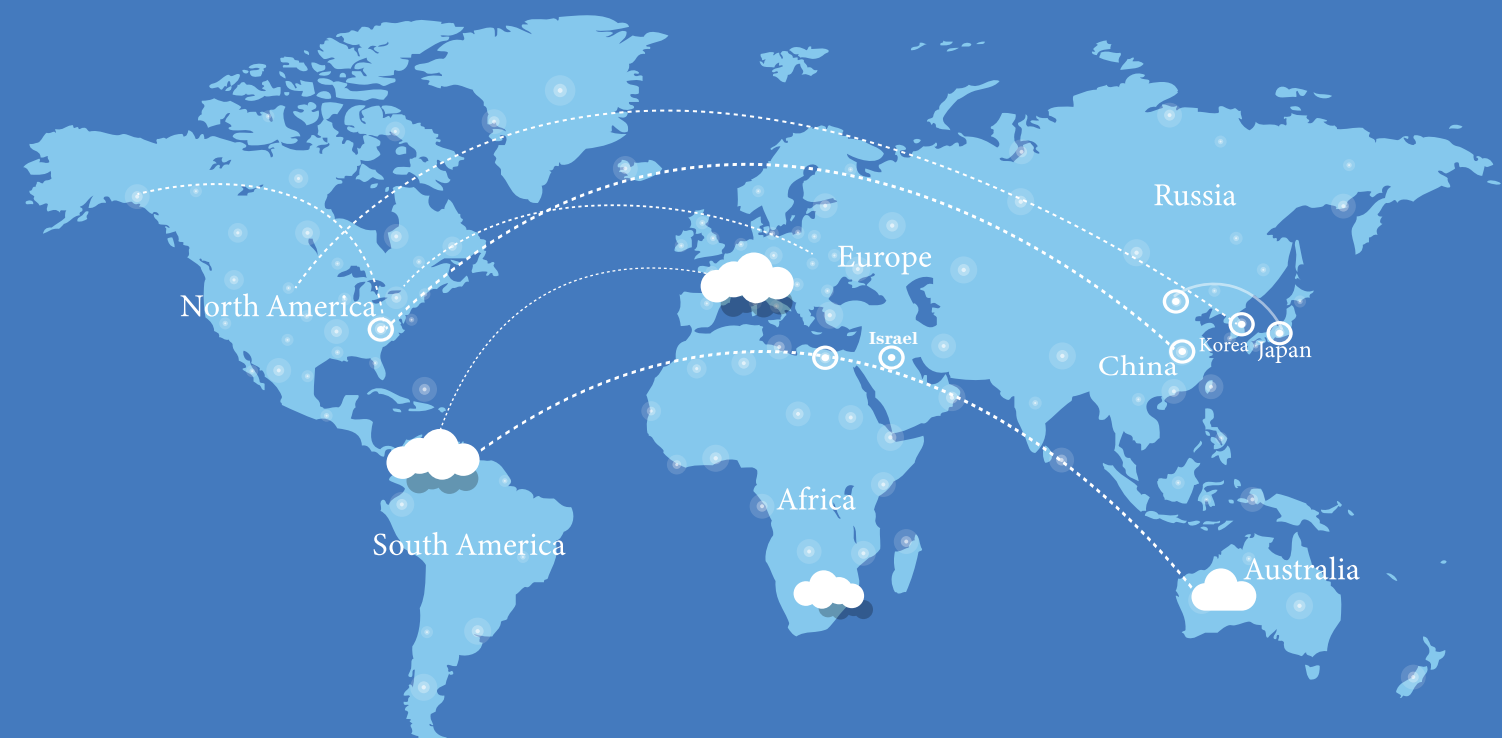 Russia
Europe
North America
Israel
Korea
Japan
China
Africa
South America
Australia